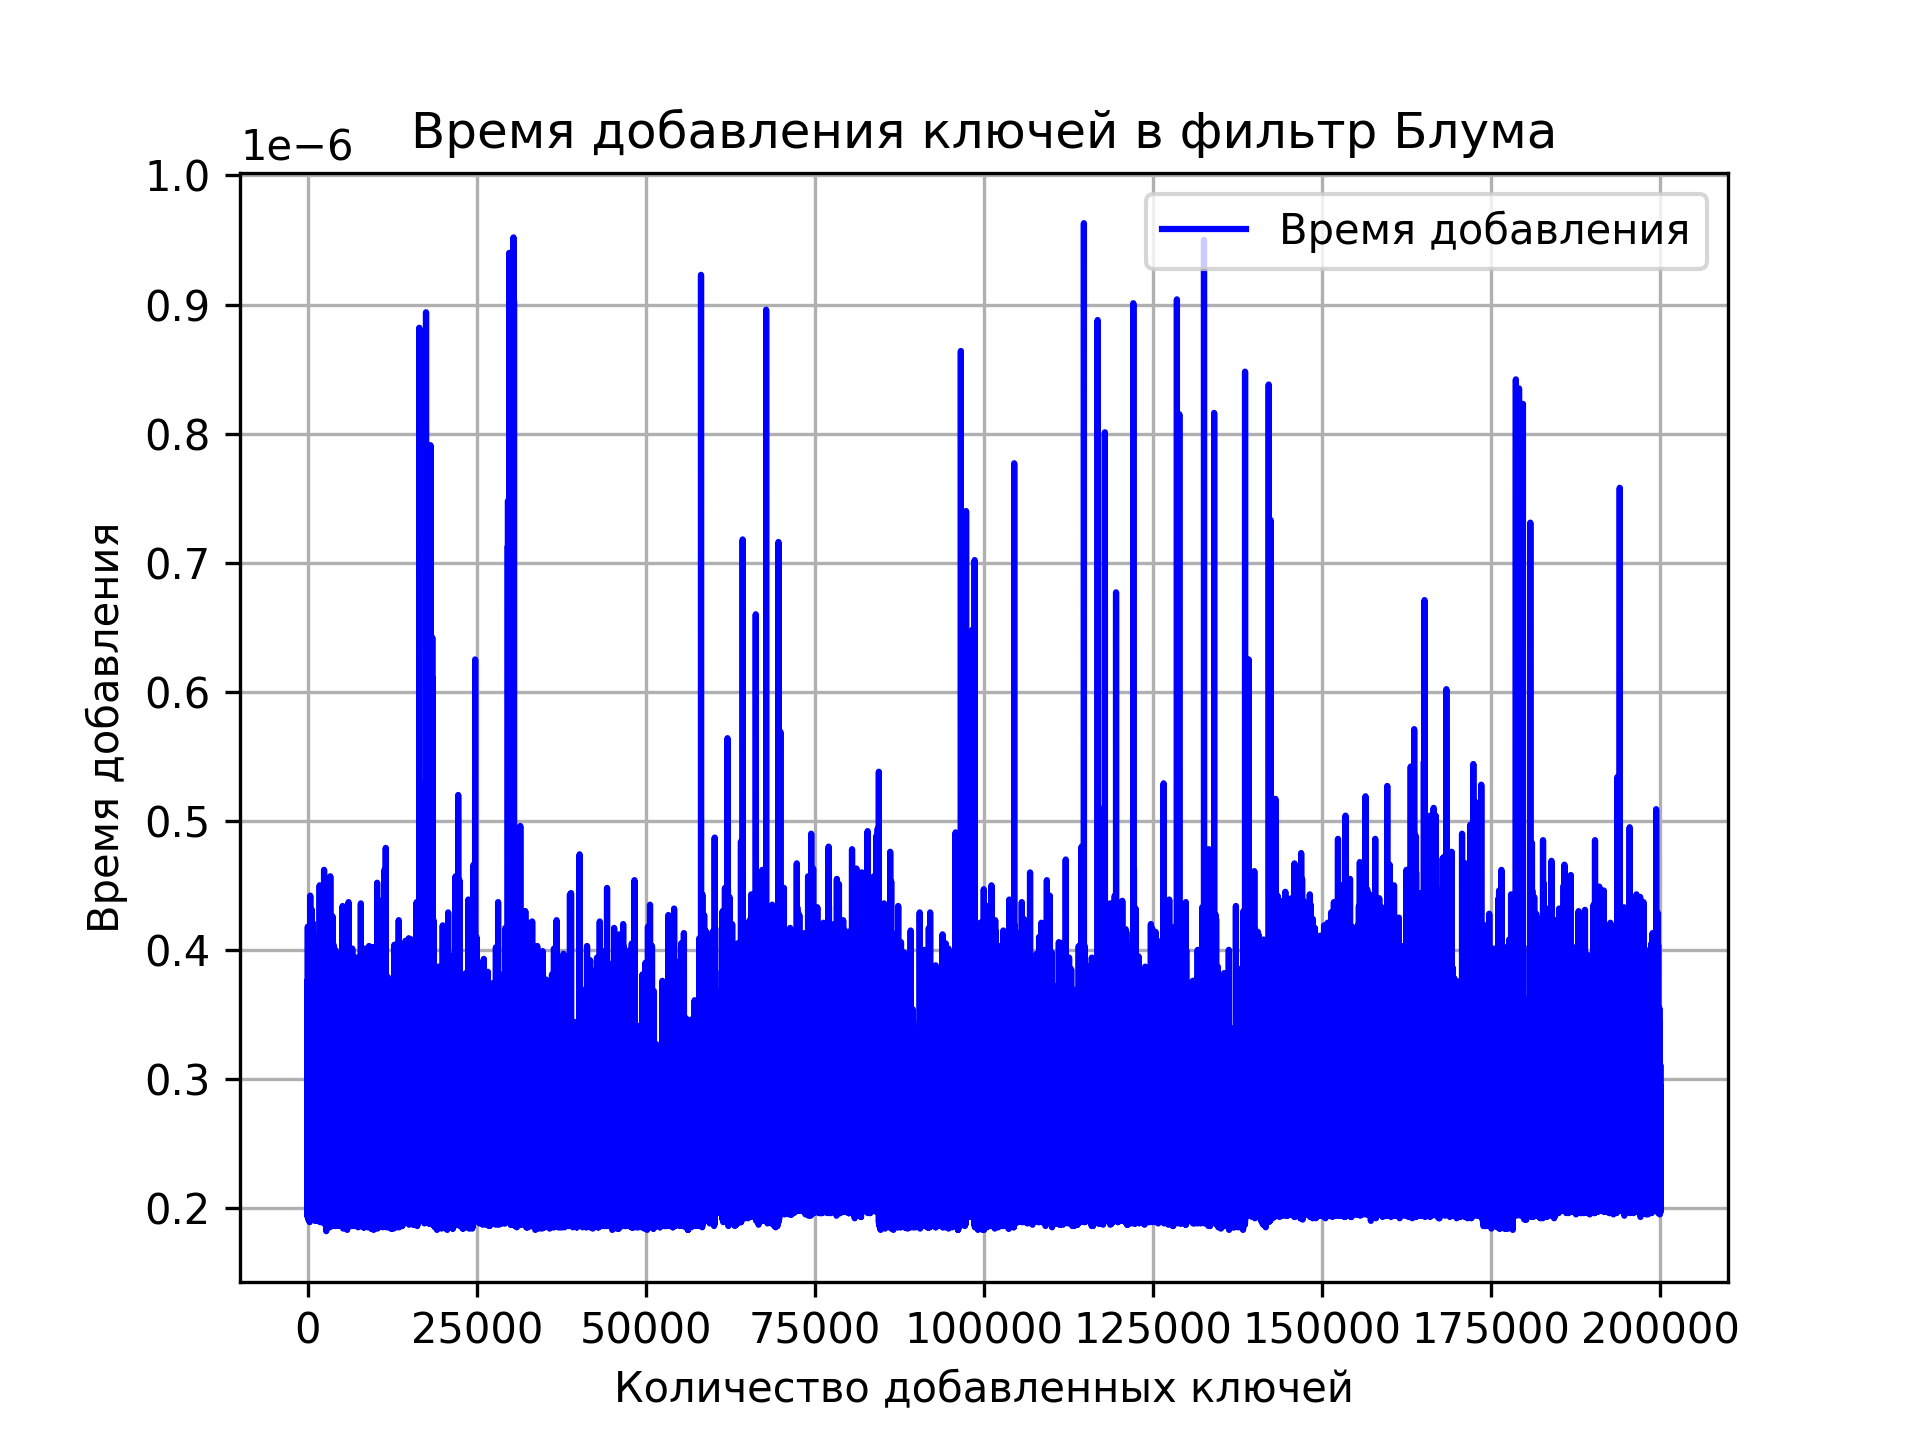 Время добавления ключей в фильтр Блума
1e−6
Время добавления
1.0
0.9
0.8
0.7
0.6
0.5
0.4
0.3
0.2
Время добавления
0 25000 50000 75000 100000 125000 150000 175000 200000
Количество добавленных ключей